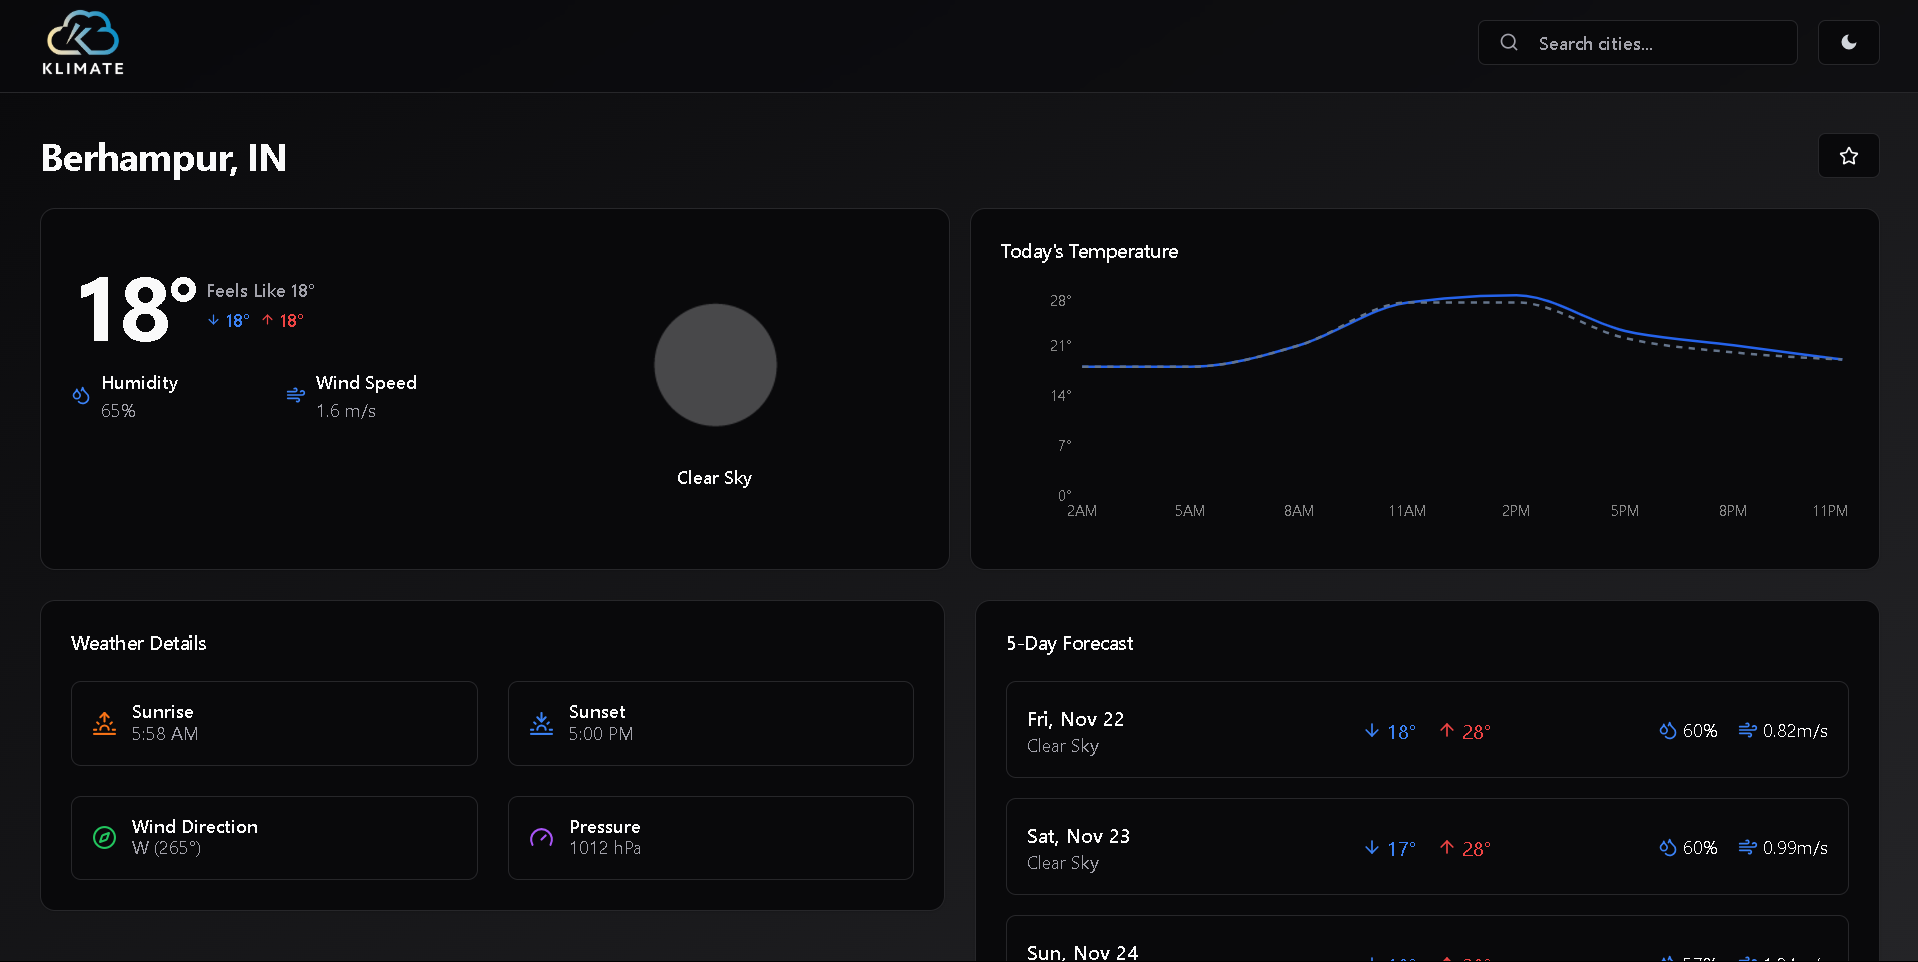 KLIMATE
Search cities...
Berhampur, IN
18°
Feels Like 18°
18° 18°
Humidity
65%
Wind Speed
1.6 m/s
Clear Sky
Today's Temperature
28°
21°
14°
7°
0°
2AM 5AM 8AM 11AM 2PM 5PM 8PM 11PM
Weather Details
Sunrise
5:58 AM
Sunset
5:00 PM
Wind Direction
W (265°)
Pressure
1012 hPa
5-Day Forecast
Fri, Nov 22
Clear Sky
18° 28° 60% 0.82m/s
Sat, Nov 23
Clear Sky
17° 28° 60% 0.99m/s
Sun, Nov 24